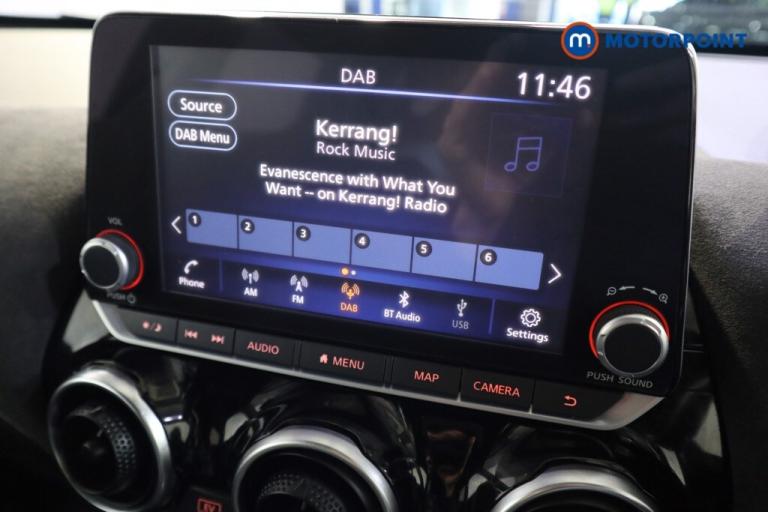 m MOTORPOINT
DAB
11:46
Source
DAB Menu
Kerrang!
Rock Music
Evanescence with What You
Want -- on Kerrang! Radio
1 2 3 4 5 6
Phone
AM
FM
DAB
BT Audio
USB
Settings
VOL
PUSH
PUSH SOUND
AUDIO
MENU
MAP
CAMERA
EV